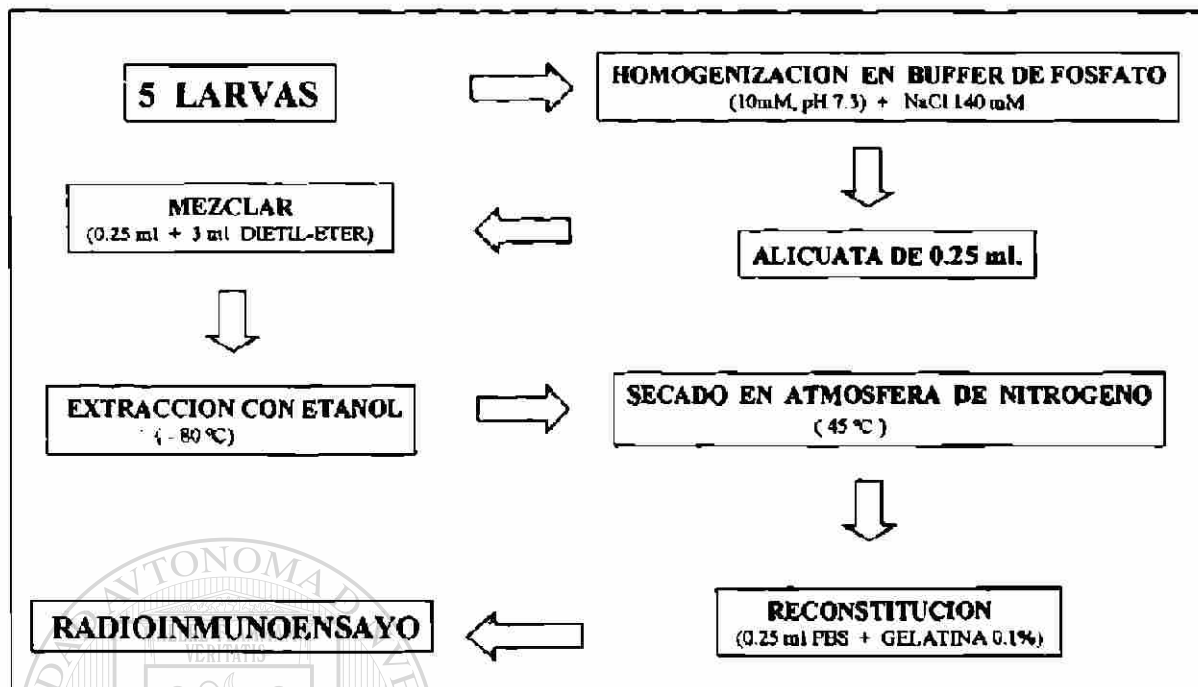 5 LARVAS
HOMOGENIZACION EN BUFFER DE FOSFATO
(10mM, pH 7.3) + NaCl 140 mM
ALICUATA DE 0.25 ml.
MEZCLAR
(0.25 ml + 3 ml DIETIL-ETER)
EXTRACCION CON ETANOL
( - 80 °C)
SECADO EN ATMOSFERA DE NITROGENO
( 45 °C )
RECONSTITUCION
(0.25 ml PBS + GELATINA 0.1%)
RADIOINMUNOENSAYO
VERITATIS